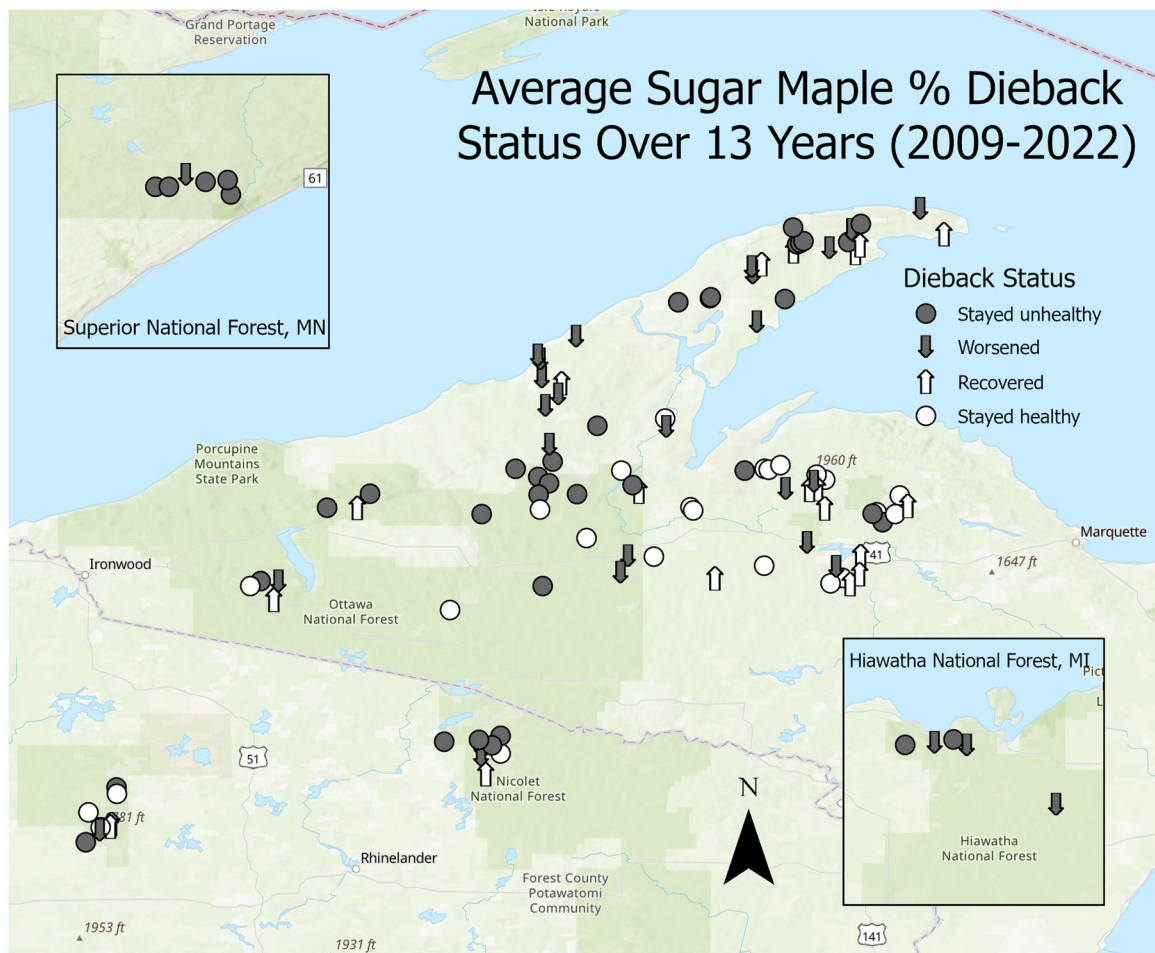 Isle Royale
National Park
Grand Portage
Reservation
Average Sugar Maple % Dieback
Status Over 13 Years (2009-2022)
61
Superior National Forest, MN
Dieback Status
Stayed unhealthy
Worsened
Recovered
Stayed healthy
Porcupine
Mountains
State Park
1960 ft
Marquette
41
1647 ft
Ironwood
Ottawa
National Forest
Hiawatha National Forest, MI
Pict
L
51
Nicolet
National Forest
N
Hiawatha
National Forest
Rhinelander
Forest County
Potawatomi
Community
1953 ft
1931 ft
141